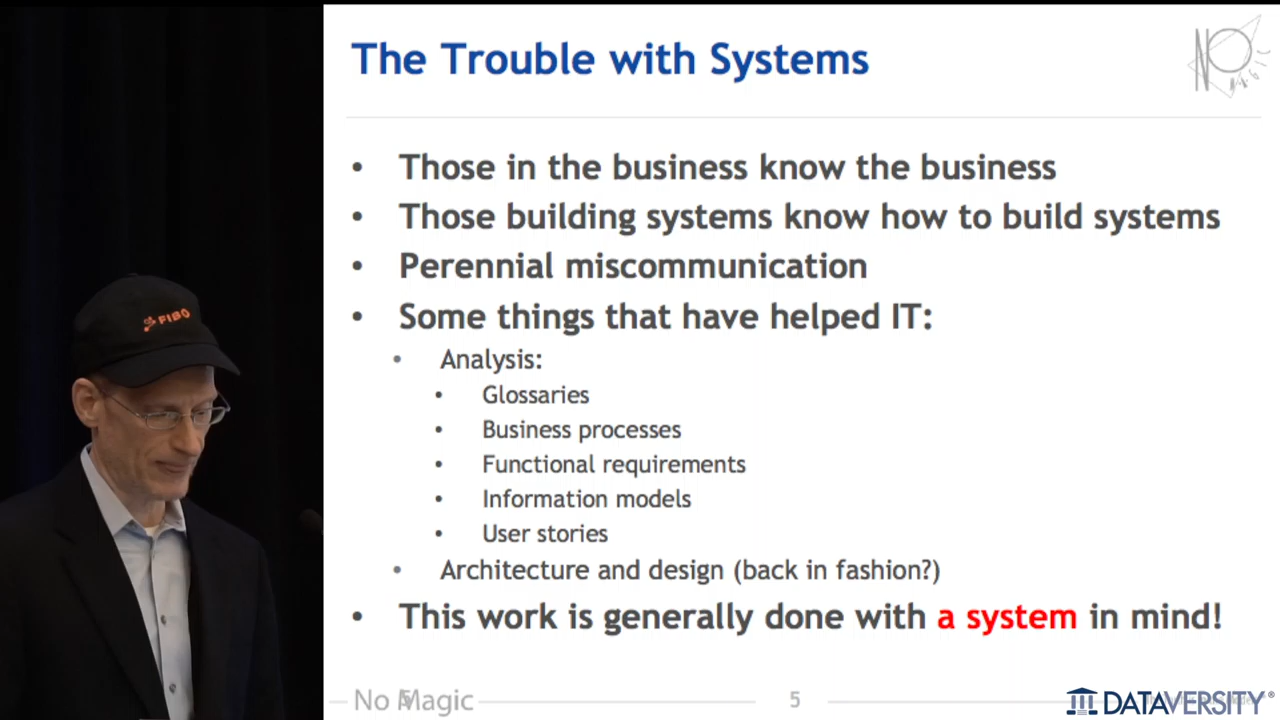 The Trouble with Systems
NO
FIBO
• Those in the business know the business
• Those building systems know how to build systems
• Perennial miscommunication
• Some things that have helped IT:
• Analysis:
• Glossaries
• Business processes
• Functional requirements
• Information models
• User stories
• Architecture and design (back in fashion?)
• This work is generally done with a system in mind!
No Magic
5
DATAVERSITY®